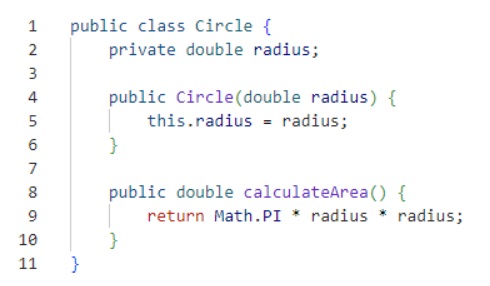 1 public class Circle {
2     private double radius;
3
4     public Circle(double radius) {
5         this.radius = radius;
6     }
7
8     public double calculateArea() {
9         return Math.PI * radius * radius;
10     }
11 }